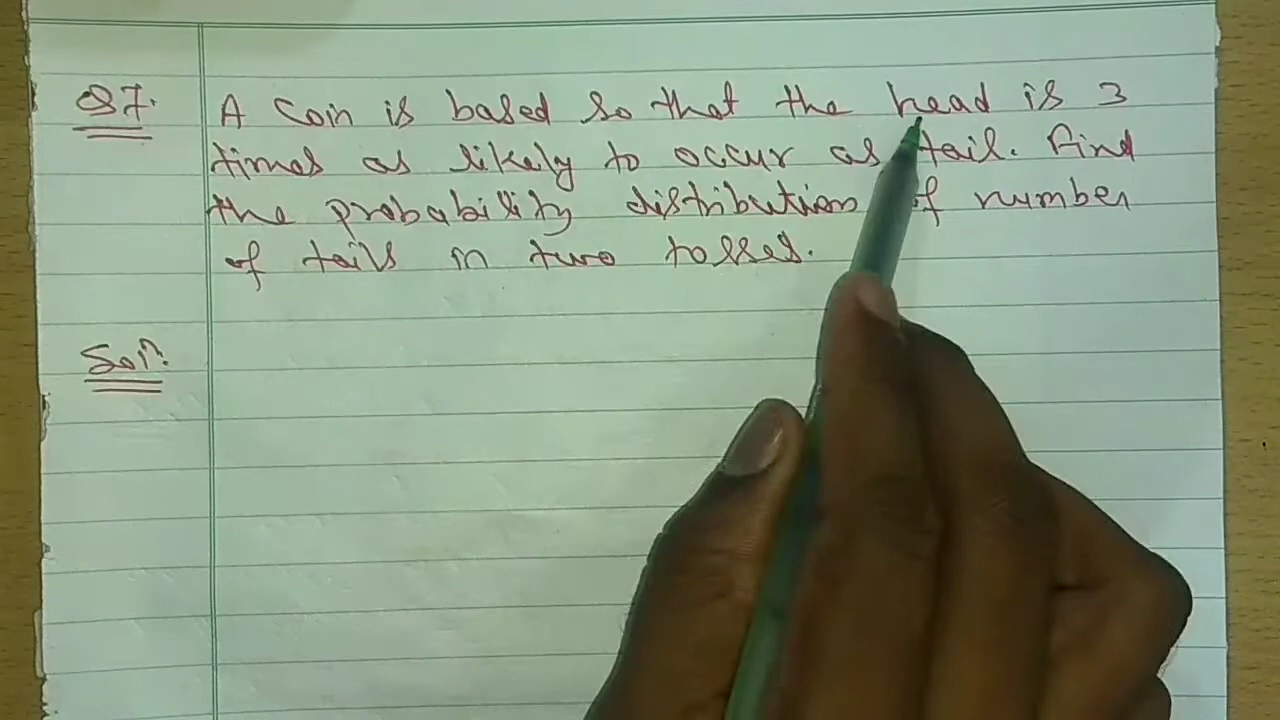 Q7. A coin is based so that the head is 3
times as likely to occur as tail. Find
the probability distribution of number
of tails in two tosses.
Solⁿ.